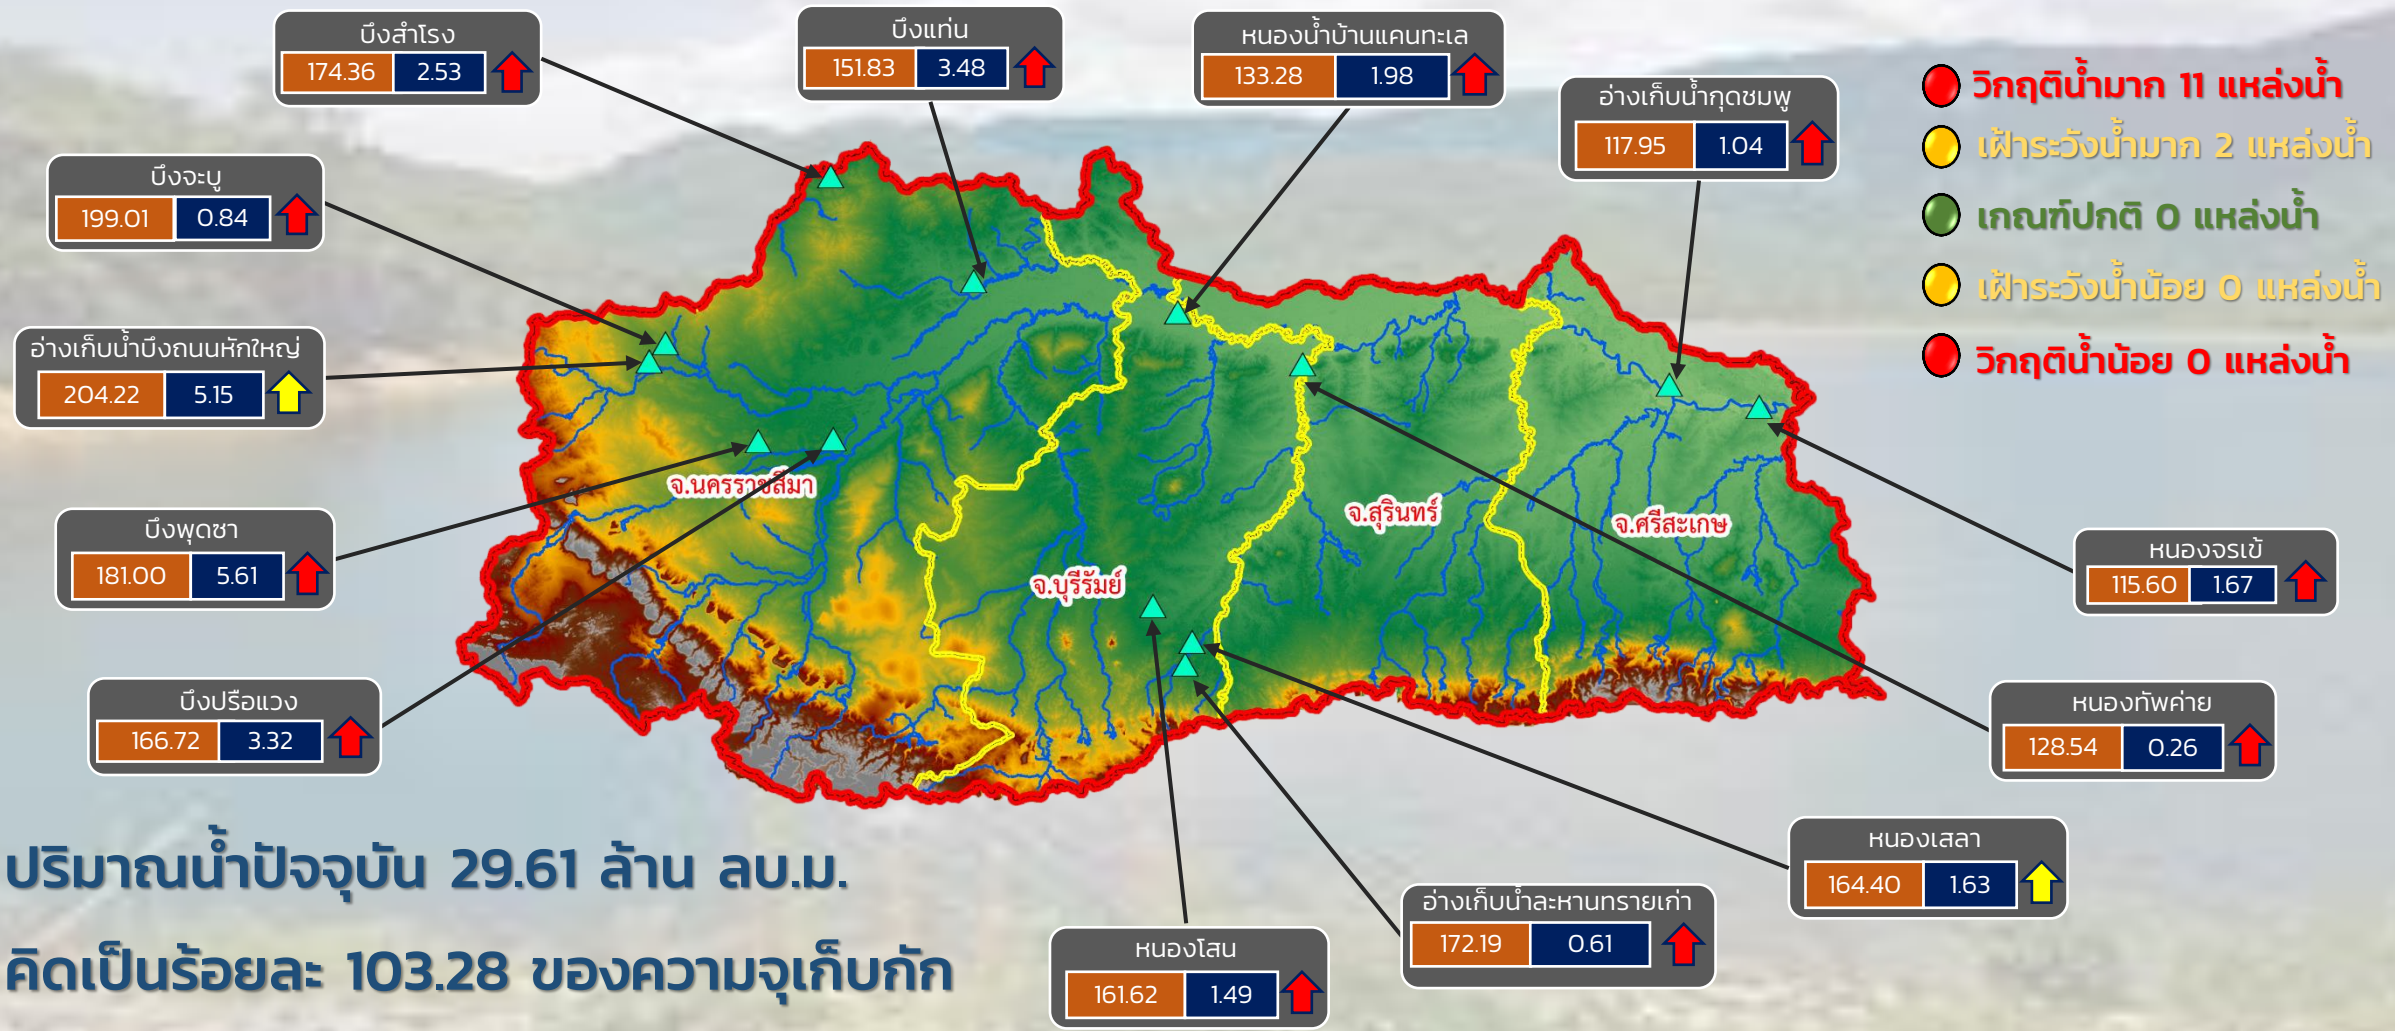 บึงสำโรง
174.36 2.53
บึงแท่น
151.83 3.48
หนองน้ำบ้านแคนทะเล
133.28 1.98
อ่างเก็บน้ำกุดชมพู
117.95 1.04
วิกฤติน้ำมาก 11 แหล่งน้ำ
เฝ้าระวังน้ำมาก 2 แหล่งน้ำ
เกณฑ์ปกติ 0 แหล่งน้ำ
เฝ้าระวังน้ำน้อย 0 แหล่งน้ำ
วิกฤติน้ำน้อย 0 แหล่งน้ำ
บึงจะบู
199.01 0.84
อ่างเก็บน้ำบึงถนนหักใหญ่
204.22 5.15
บึงพุดซา
181.00 5.61
บึงปรือแวง
166.72 3.32
จ.นครราชสีมา
จ.บุรีรัมย์
จ.สุรินทร์
จ.ศรีสะเกษ
หนองจรเข้
115.60 1.67
หนองทัพค่าย
128.54 0.26
หนองเสลา
164.40 1.63
อ่างเก็บน้ำละหานทรายเก่า
172.19 0.61
หนองโสน
161.62 1.49
ปริมาณน้ำปัจจุบัน 29.61 ล้าน ลบ.ม.
คิดเป็นร้อยละ 103.28 ของความจุเก็บกัก